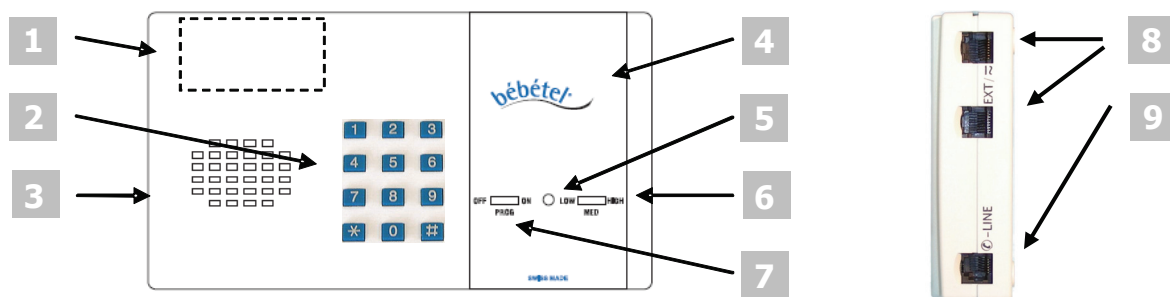 1
2
3
bébétel
1 2 3
4 5 6
7 8 9
* 0 #
OFF ON
PROG
LOW HIGH
MED
SWISS MADE
4
5
6
7
EXT/≂
✆-LINE
8
9